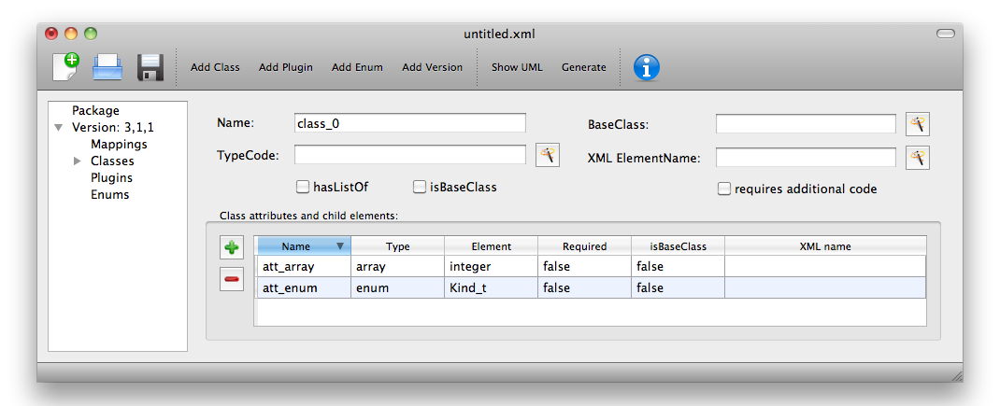 untitled.xml
Add Class Add Plugin Add Enum Add Version Show UML Generate
Package
Version: 3,1,1
Mappings
Classes
Plugins
Enums
Name: class_0 BaseClass:
TypeCode: XML ElementName:
hasListOf isBaseClass requires additional code
Class attributes and child elements:
Name Type Element Required isBaseClass XML name
att_array array integer false false
att_enum enum Kind_t false false